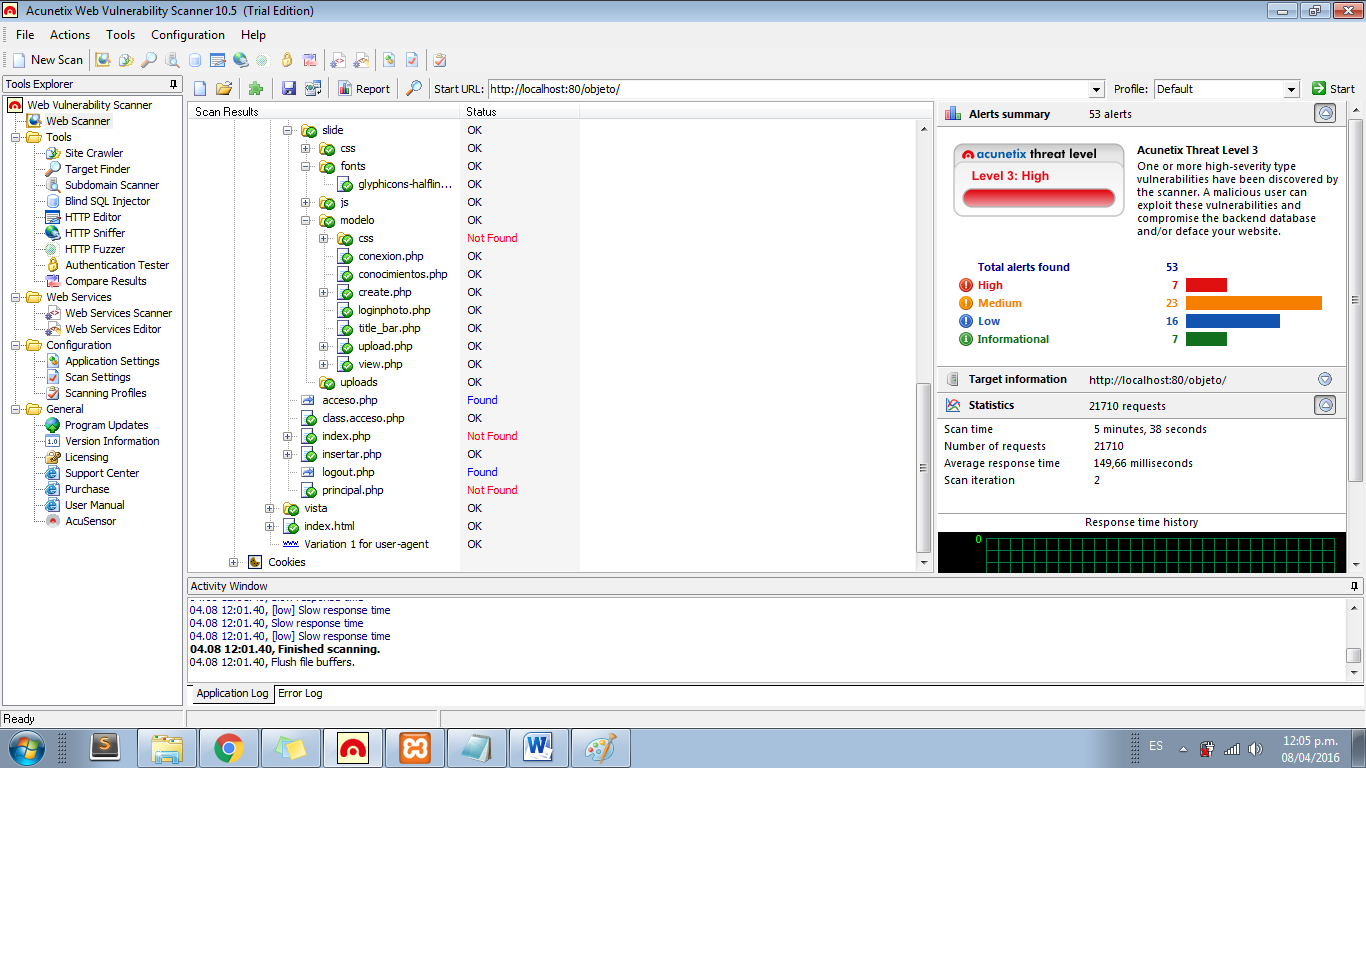 Acunetix Web Vulnerability Scanner 10.5 (Trial Edition)
File Actions Tools Configuration Help
New Scan
Tools Explorer
Web Vulnerability Scanner
Web Scanner
Tools
Site Crawler
Target Finder
Subdomain Scanner
Blind SQL Injector
HTTP Editor
HTTP Sniffer
HTTP Fuzzer
Authentication Tester
Compare Results
Web Services
Web Services Scanner
Web Services Editor
Configuration
Application Settings
Scan Settings
Scanning Profiles
General
Program Updates
Version Information
Licensing
Support Center
Purchase
User Manual
AcuSensor
Report Start URL: http://localhost:80/objeto/ Profile: Default Start
Scan Results Status
slide OK
css OK
fonts OK
glyphicons-halflin... OK
js OK
modelo OK
css Not Found
conexion.php OK
conocimientos.php OK
create.php OK
loginphoto.php OK
title_bar.php OK
upload.php OK
view.php OK
uploads OK
acceso.php Found
class.acceso.php OK
index.php Not Found
insertar.php OK
logout.php Found
principal.php Not Found
vista OK
index.html OK
Variation 1 for user-agent OK
Cookies
Alerts summary 53 alerts
acunetix threat level
Level 3: High
Acunetix Threat Level 3
One or more high-severity type
vulnerabilities have been discovered by
the scanner. A malicious user can
exploit these vulnerabilities and
compromise the backend database
and/or deface your website.
Total alerts found 53
High 7
Medium 23
Low 16
Informational 7
Target information http://localhost:80/objeto/
Statistics 21710 requests
Scan time 5 minutes, 38 seconds
Number of requests 21710
Average response time 149,66 milliseconds
Scan iteration 2
Response time history
0
Activity Window
04.08 12:01.40, [low] Slow response time
04.08 12:01.40, [low] Slow response time
04.08 12:01.40, Slow response time
04.08 12:01.40, [low] Slow response time
04.08 12:01.40, Finished scanning.
04.08 12:01.40, Flush file buffers.
Application Log Error Log
Ready
ES
12:05 p.m.
08/04/2016